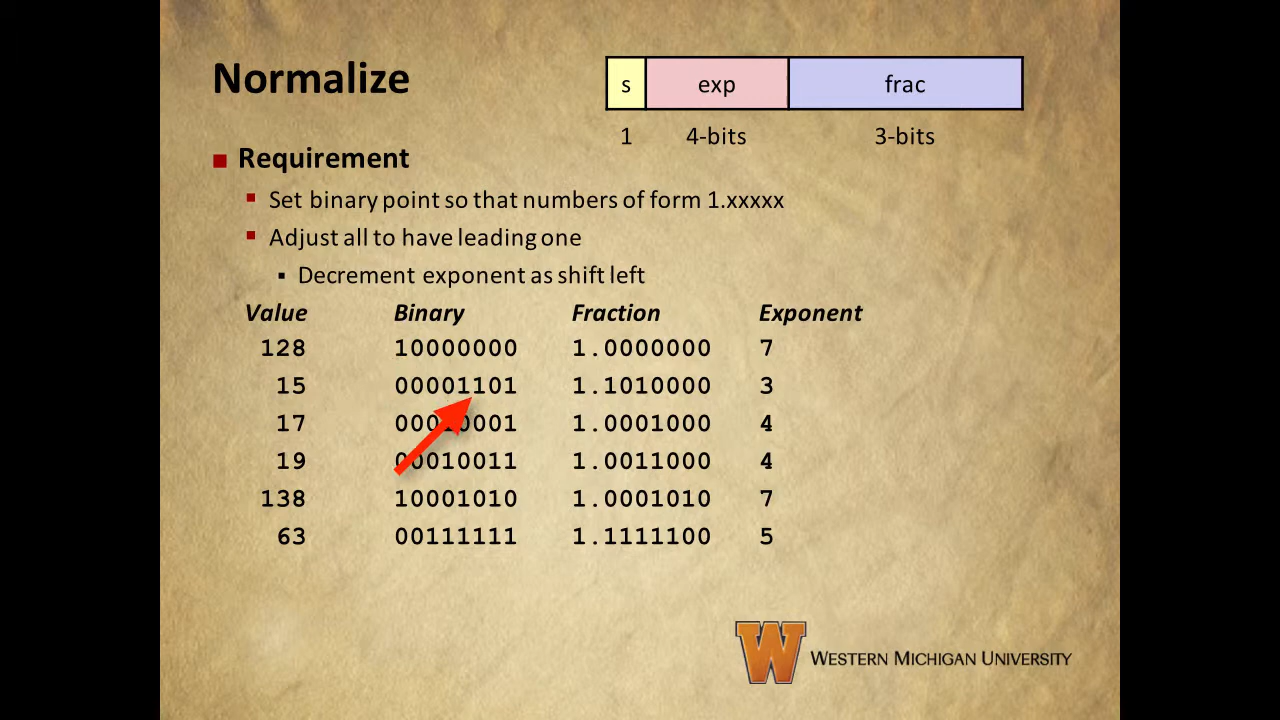 Normalize
s exp frac
1 4-bits 3-bits
Requirement
Set binary point so that numbers of form 1.xxxxx
Adjust all to have leading one
Decrement exponent as shift left
Value Binary Fraction Exponent
128 10000000 1.0000000 7
15 00001101 1.1010000 3
17 00010001 1.0001000 4
19 00010011 1.0011000 4
138 10001010 1.0001010 7
63 00111111 1.1111100 5
W WESTERN MICHIGAN UNIVERSITY